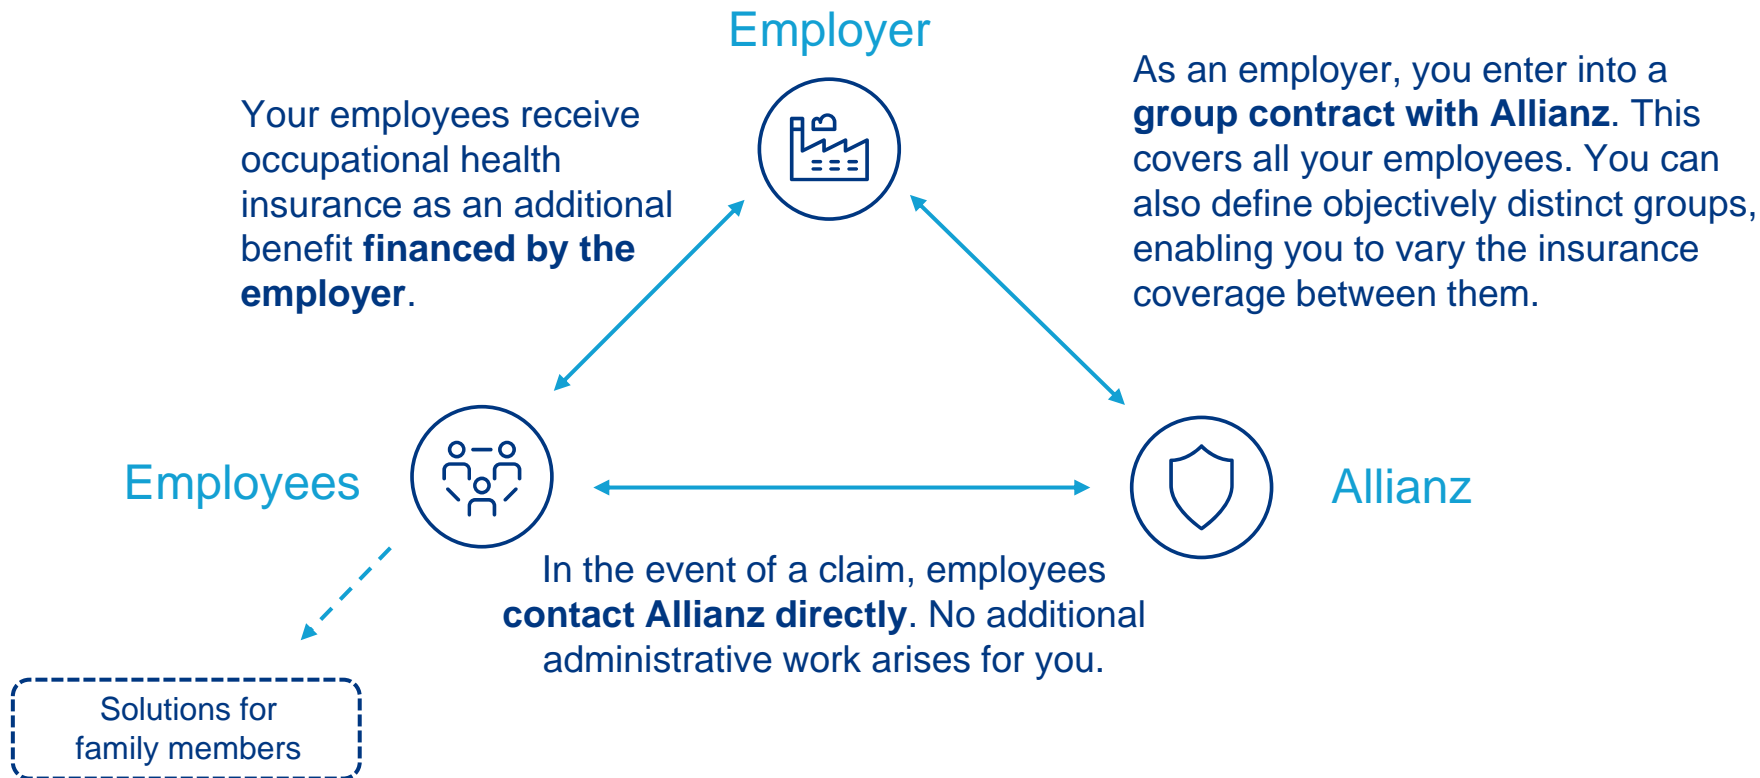 Employer
Your employees receive
occupational health
insurance as an additional
benefit financed by the
employer.
As an employer, you enter into a
group contract with Allianz. This
covers all your employees. You can
also define objectively distinct groups,
enabling you to vary the insurance
coverage between them.
Employees
Allianz
In the event of a claim, employees
contact Allianz directly. No additional
administrative work arises for you.
Solutions for
family members